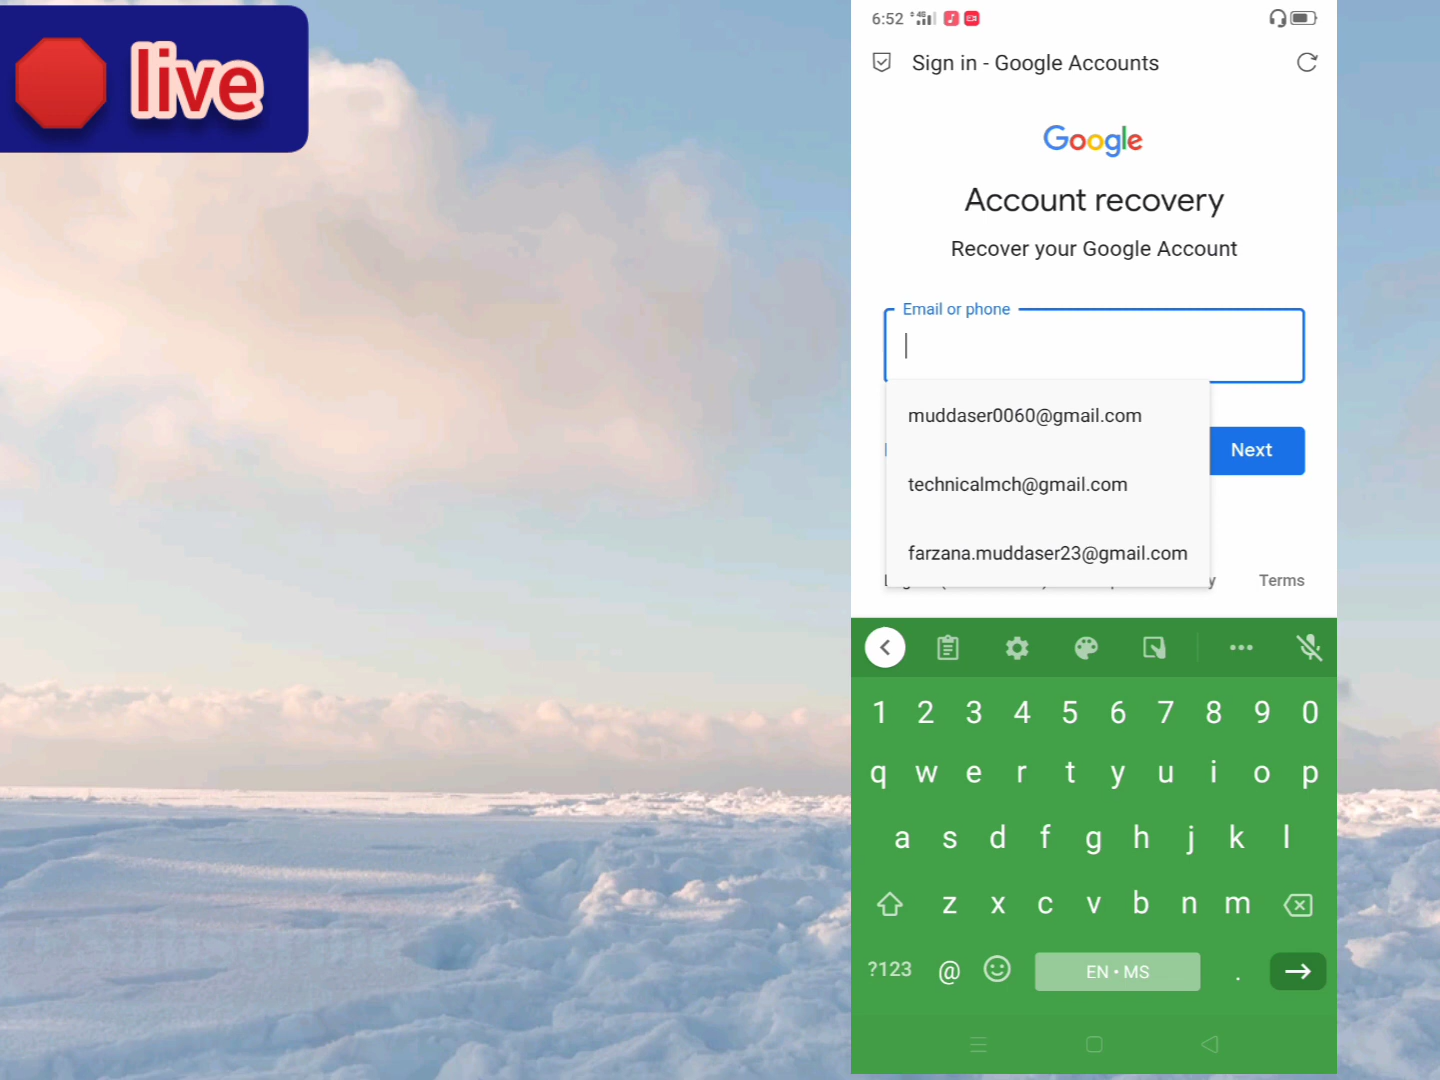 live
6:52 4G
Sign in - Google Accounts
Google
Account recovery
Recover your Google Account
Email or phone
muddaser0060@gmail.com
Next
technicalmch@gmail.com
farzana.muddaser23@gmail.com
Terms
1 2 3 4 5 6 7 8 9 0
q w e r t y u i o p
a s d f g h j k l
z x c v b n m
?123 @ EN • MS .